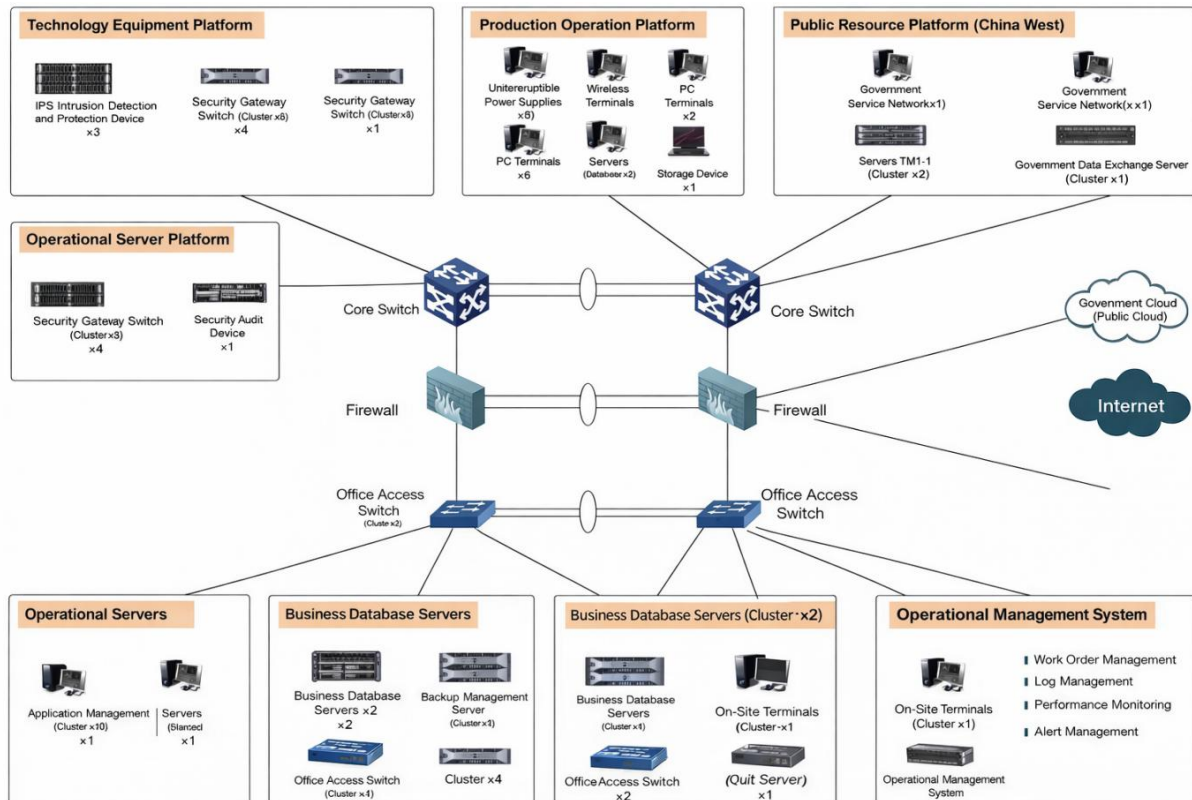 Technology Equipment Platform
IPS Intrusion Detection
and Protection Device
×3
Security Gateway
Switch (Cluster ×8)
×4
Security Gateway
Switch (Cluster×8)
×1
Production Operation Platform
Unitereruptible
Power Supplies
×6)
Wireless
Terminals
PC
Terminals
×2
PC Terminals
×6
Servers
(Databasr ×2)
Storage Device
×1
Public Resource Platform (China West)
Government
Service Network×1)
Government
Service Network(x ×1)
Servers TM1-1
(Cluster ×2)
Government Data Exchange Server
(Cluster ×1)
Operational Server Platform
Security Gateway Switch
(Cluster×3)
×4
Security Audit
Device
×1
Core Switch
Core Switch
Government Cloud
(Public Cloud)
Internet
Firewall
Firewall
Office Access
Switch
(Cluste ×2)
Office Access
Switch
Operational Servers
Application Management
(Cluster ×10)
×1
Servers
×1
Business Database Servers
Business Database
Servers ×2
×2
Backup Management
Server
(Cluster×3)
Office Access Switch
(Cluster ×4)
Cluster ×4
Business Database Servers (Cluster-×2)
Business Database
Servers
(Cluster ×4)
On-Site Terminals
(Cluster-×1
Office Access Switch
×2
(Quit Server)
×1
Operational Management System
On-Site Terminals
(Cluster ×1)
Operational Management
System
Work Order Management
Log Management
Performance Monitoring
Alert Management